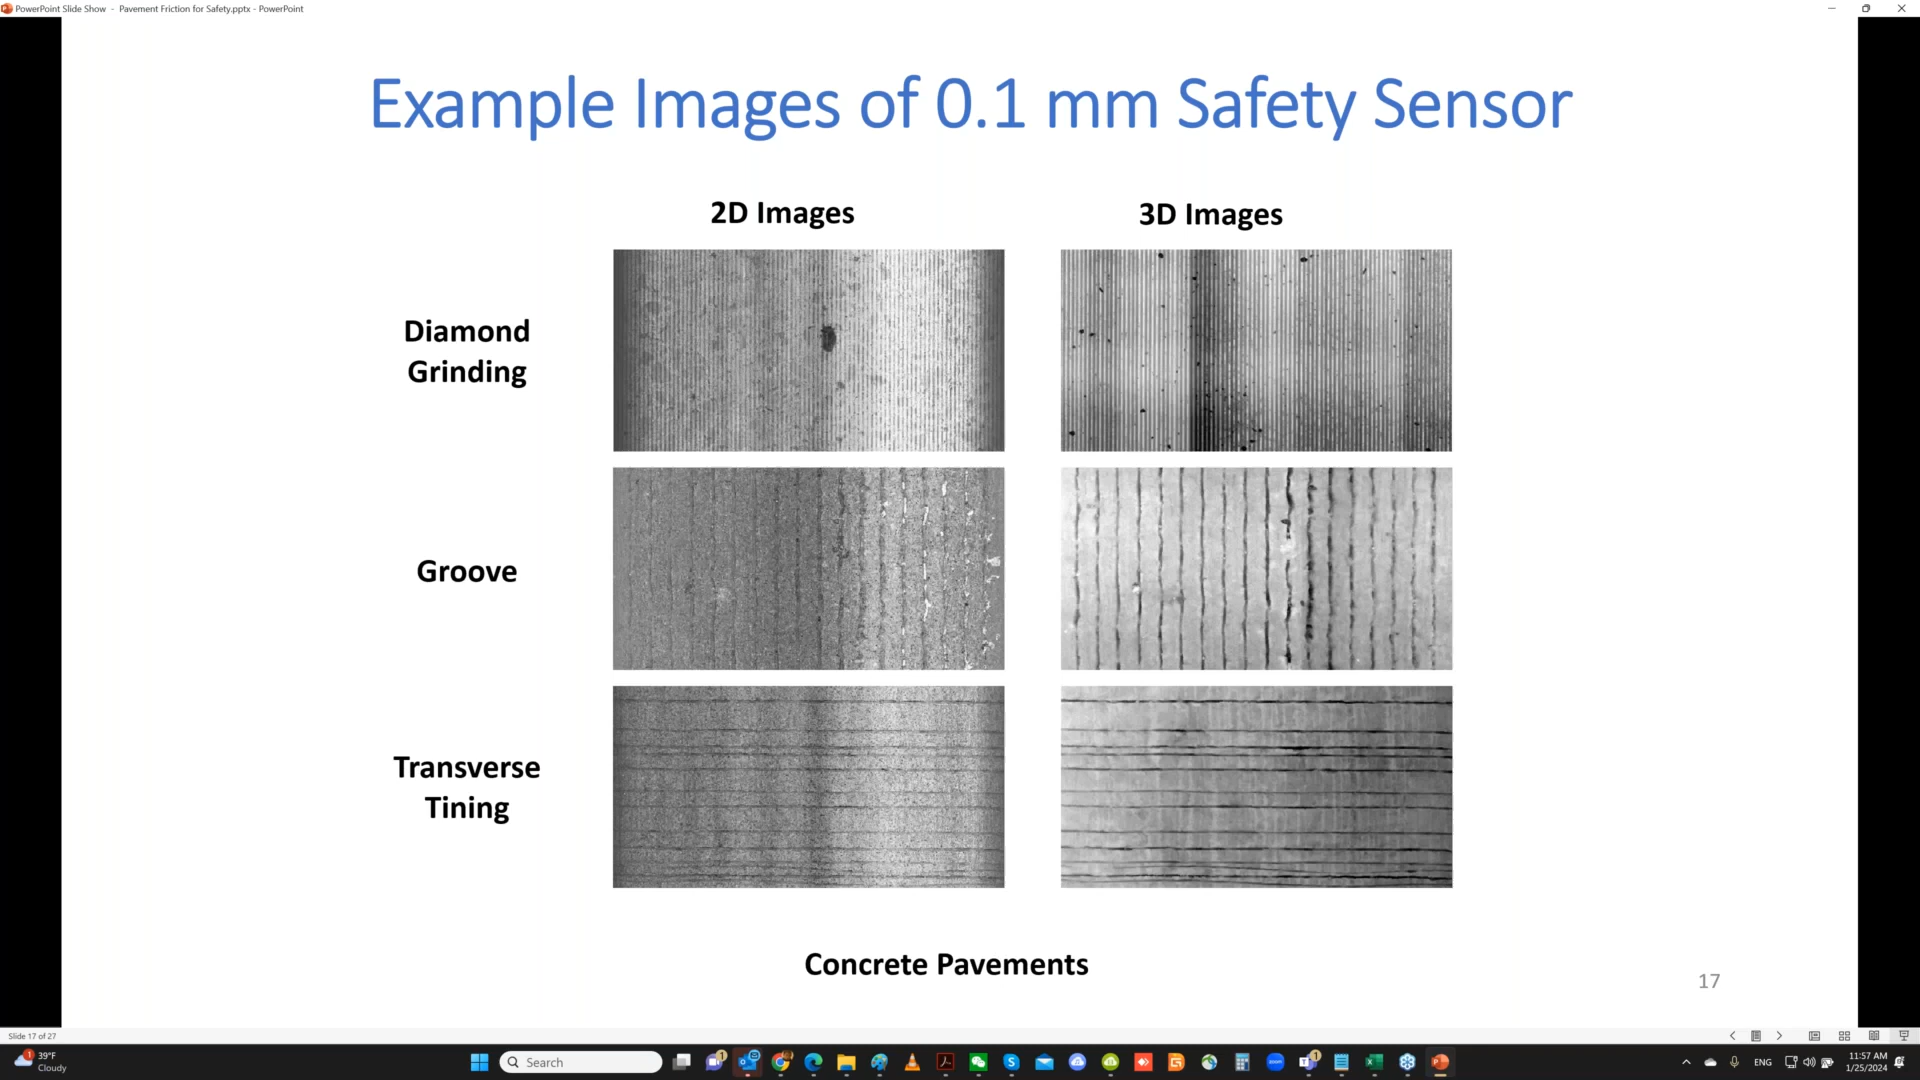 PowerPoint Slide Show - Pavement Friction for Safety.pptx - PowerPoint
Example Images of 0.1 mm Safety Sensor
2D Images
3D Images
Diamond
Grinding
Groove
Transverse
Tining
Concrete Pavements
17
Slide 17 of 27
39°F
Cloudy
Search
ENG
11:57 AM
1/25/2024